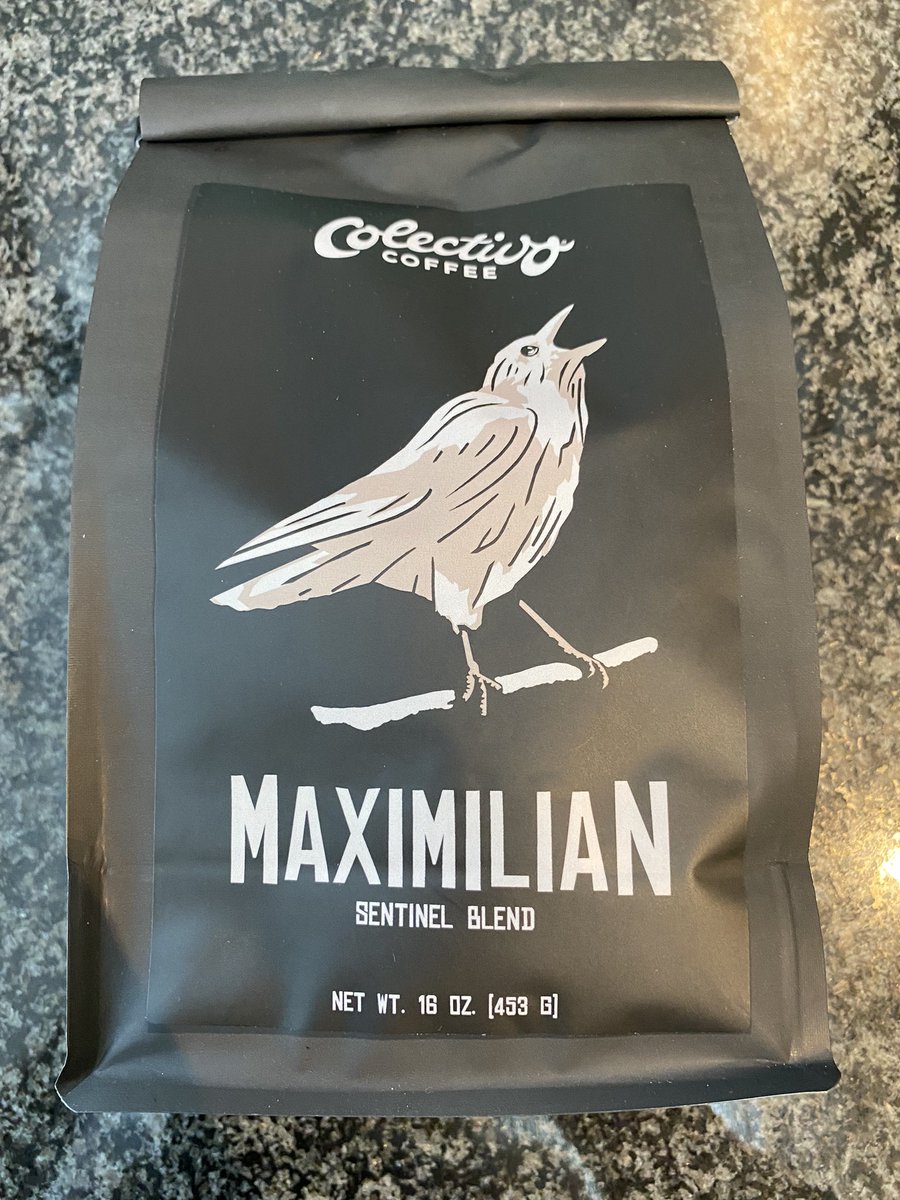 Colectivo
COFFEE
MAXIMILIAN
SENTINEL BLEND
NET WT. 16 OZ. [453 G]